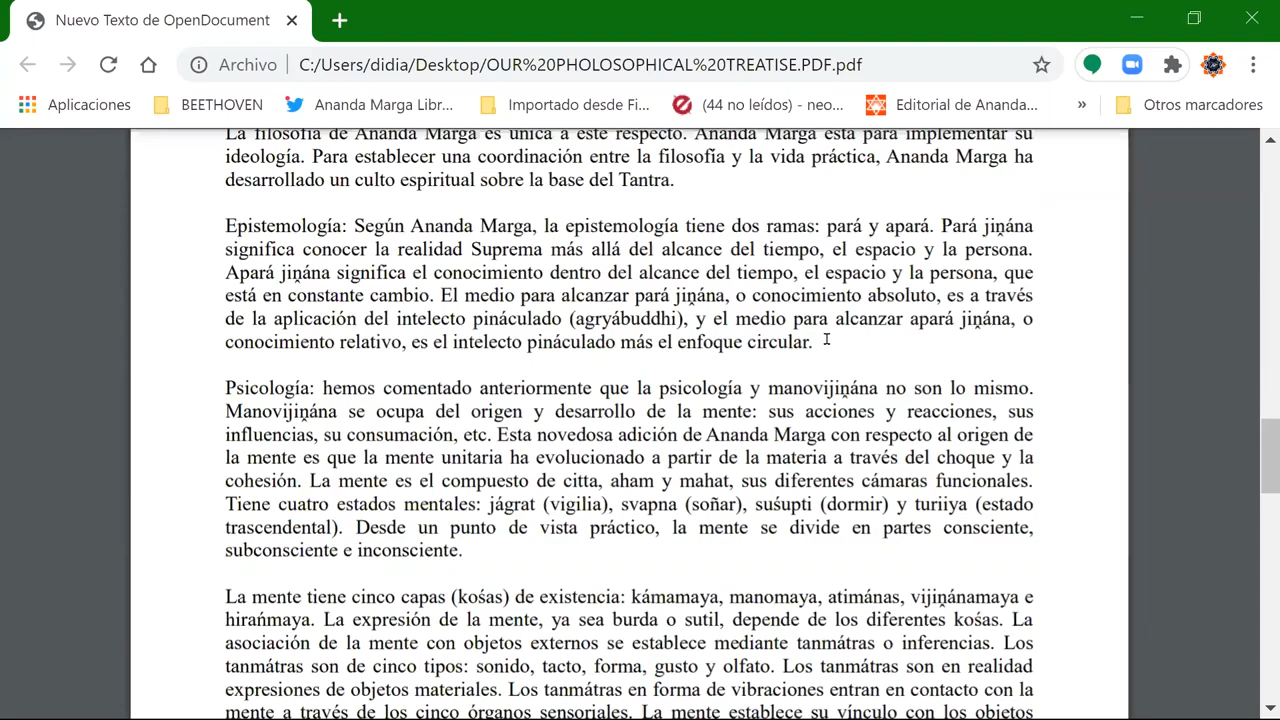 Nuevo Texto de OpenDocument
Archivo C:/Users/didia/Desktop/OUR%20PHOLOSOPHICAL%20TREATISE.PDF.pdf
Aplicaciones BEETHOVEN Ananda Marga Libr... Importado desde Fi... (44 no leídos) - neo... Editorial de Ananda... » Otros marcadores
La filosofía de Ananda Marga es única a este respecto. Ananda Marga está para implementar su
ideología. Para establecer una coordinación entre la filosofía y la vida práctica, Ananda Marga ha
desarrollado un culto espiritual sobre la base del Tantra.
Epistemología: Según Ananda Marga, la epistemología tiene dos ramas: pará y apará. Pará jiṋána
significa conocer la realidad Suprema más allá del alcance del tiempo, el espacio y la persona.
Apará jiṋána significa el conocimiento dentro del alcance del tiempo, el espacio y la persona, que
está en constante cambio. El medio para alcanzar pará jiṋána, o conocimiento absoluto, es a través
de la aplicación del intelecto pináculado (agryábuddhi), y el medio para alcanzar apará jiṋána, o
conocimiento relativo, es el intelecto pináculado más el enfoque circular.
Psicología: hemos comentado anteriormente que la psicología y manovijiṋána no son lo mismo.
Manovijiṋána se ocupa del origen y desarrollo de la mente: sus acciones y reacciones, sus
influencias, su consumación, etc. Esta novedosa adición de Ananda Marga con respecto al origen de
la mente es que la mente unitaria ha evolucionado a partir de la materia a través del choque y la
cohesión. La mente es el compuesto de citta, aham y mahat, sus diferentes cámaras funcionales.
Tiene cuatro estados mentales: jágrat (vigilia), svapna (soñar), suśupti (dormir) y turiiya (estado
trascendental). Desde un punto de vista práctico, la mente se divide en partes consciente,
subconsciente e inconsciente.
La mente tiene cinco capas (kośas) de existencia: kámamaya, manomaya, atimánas, vijiṋánamaya e
hirańmaya. La expresión de la mente, ya sea burda o sutil, depende de los diferentes kośas. La
asociación de la mente con objetos externos se establece mediante tanmátras o inferencias. Los
tanmátras son de cinco tipos: sonido, tacto, forma, gusto y olfato. Los tanmátras son en realidad
expresiones de objetos materiales. Los tanmátras en forma de vibraciones entran en contacto con la
mente a través de los cinco órganos sensoriales. La mente establece su vínculo con los objetos